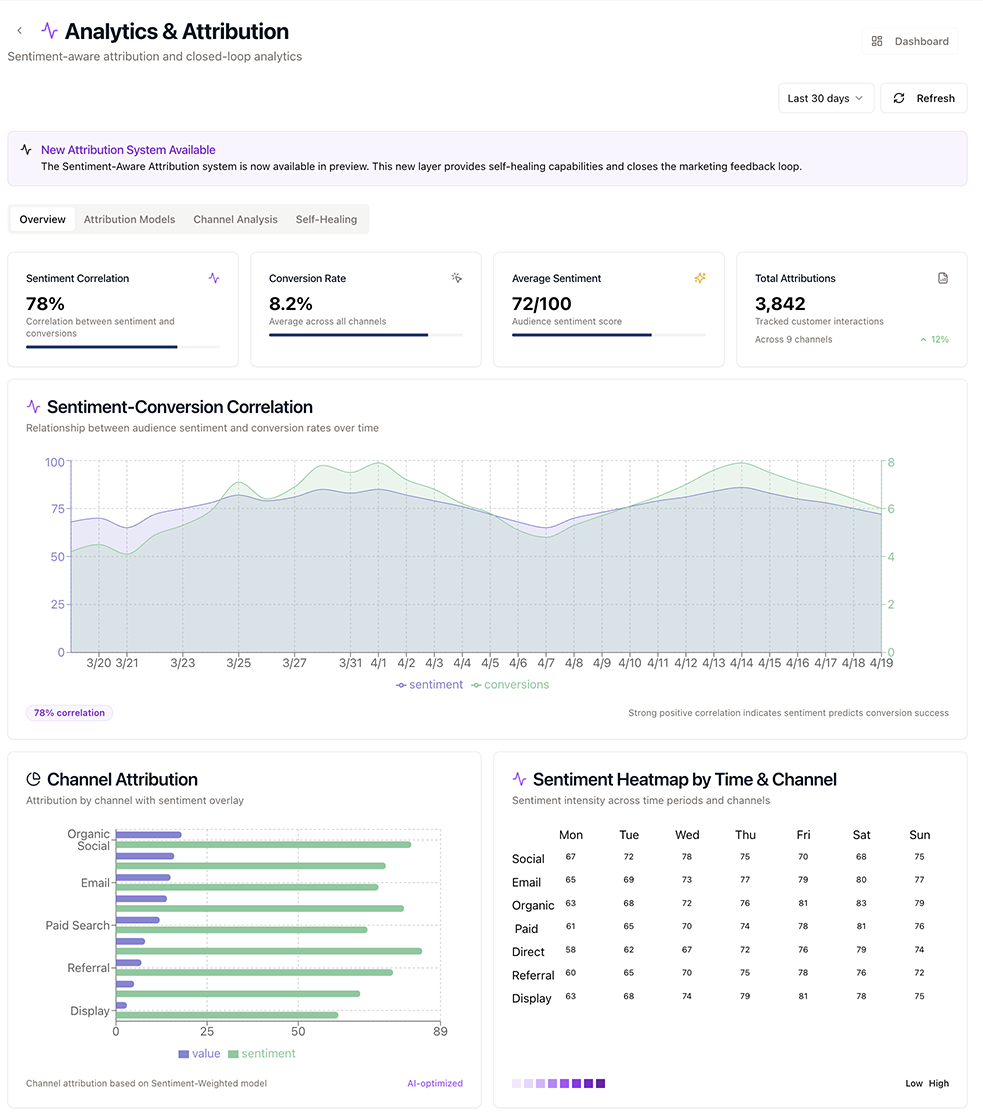 Analytics & Attribution
Sentiment-aware attribution and closed-loop analytics
Dashboard
Last 30 days
Refresh
New Attribution System Available
The Sentiment-Aware Attribution system is now available in preview. This new layer provides self-healing capabilities and closes the marketing feedback loop.
Overview Attribution Models Channel Analysis Self-Healing
Sentiment Correlation
78%
Correlation between sentiment and
conversions
Conversion Rate
8.2%
Average across all channels
Average Sentiment
72/100
Audience sentiment score
Total Attributions
3,842
Tracked customer interactions
Across 9 channels
12%
Sentiment-Conversion Correlation
Relationship between audience sentiment and conversion rates over time
100 8
75 6
50 4
25 2
0 0
3/20 3/21 3/23 3/25 3/27 3/31 4/1 4/2 4/3 4/4 4/5 4/6 4/7 4/8 4/9 4/10 4/11 4/12 4/13 4/14 4/15 4/16 4/17 4/18 4/19
sentiment conversions
78% correlation
Strong positive correlation indicates sentiment predicts conversion success
Channel Attribution
Attribution by channel with sentiment overlay
Organic
Social
Email
Paid Search
Referral
Display
0 25 50 89
value sentiment
Channel attribution based on Sentiment-Weighted model
AI-optimized
Sentiment Heatmap by Time & Channel
Sentiment intensity across time periods and channels
Mon Tue Wed Thu Fri Sat Sun
Social 67 72 78 75 70 68 75
Email 65 69 73 77 79 80 77
Organic 63 68 72 76 81 83 79
Paid 61 65 70 74 78 81 76
Direct 58 62 67 72 76 79 74
Referral 60 65 70 75 78 76 72
Display 63 68 74 79 81 78 75
Low High